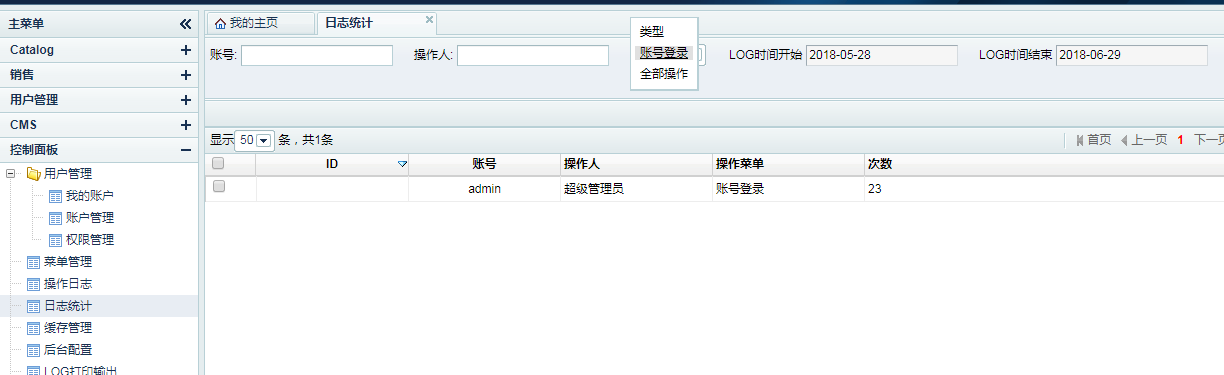 主菜单
我的主页
日志统计
Catalog
销售
用户管理
CMS
控制面板
用户管理
我的账户
账户管理
权限管理
菜单管理
操作日志
日志统计
缓存管理
后台配置
LOG打印输出
账号:
操作人:
类型
账号登录
全部操作
LOG时间开始 2018-05-28
LOG时间结束 2018-06-29
显示 50 条，共1条
首页 上一页 1 下一页
ID 账号 操作人 操作菜单 次数
admin 超级管理员 账号登录 23